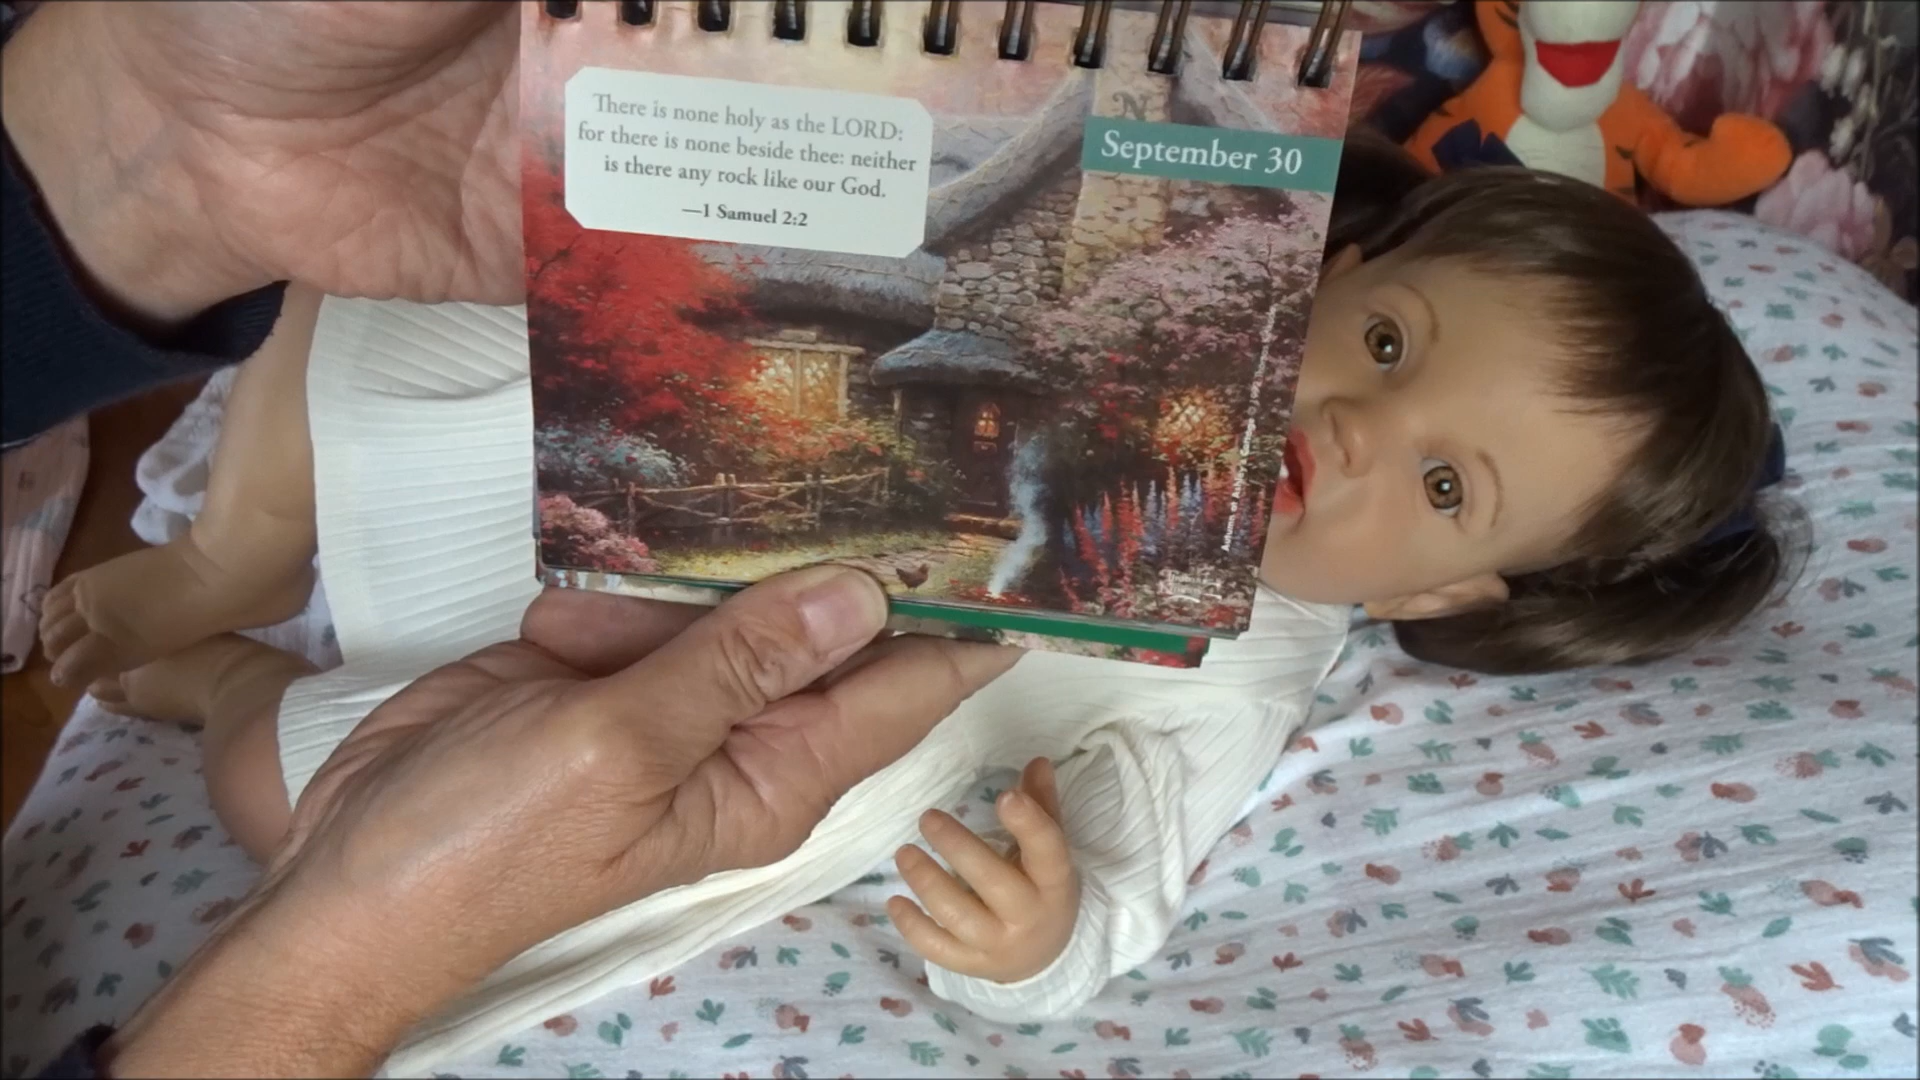 There is none holy as the LORD:
for there is none beside thee: neither
is there any rock like our God.
—1 Samuel 2:2
N
September 30